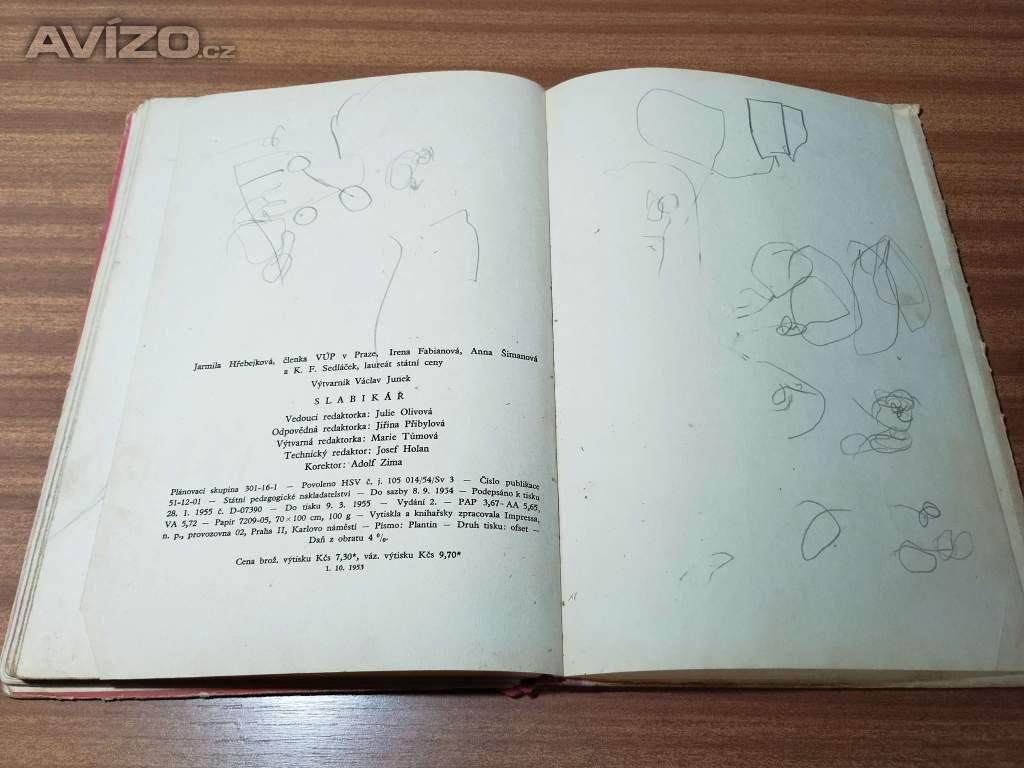 AVÍZO.cz
Jarmila Hřebejková, členka VÚP v Praze, Irena Fabianová, Anna Šimanová
a K. F. Sedláček, laureát státní ceny
Výtvarník Václav Junek
SLABIKÁŘ
Vedoucí redaktorka: Julie Olivová
Odpovědná redaktorka: Jiřina Přibylová
Výtvarná redaktorka: Marie Tůmová
Technický redaktor: Josef Holan
Korektor: Adolf Zima
Plánovací skupina 301-16-1 — Povoleno HSV č. j. 105 014/54/Sv 3 — Číslo publikace
51-12-01 — Státní pedagogické nakladatelství — Do sazby 8. 9. 1954 — Podepsáno k tisku
28. 1. 1955 č. D-07390 — Do tisku 9. 3. 1955 — Vydání 2. — PAP 3,67 — AA 5,65,
VA 5,72 — Papír 7209-05, 70 × 100 cm, 100 g — Vytiskla a knihařsky zpracovala Impressa,
n. p., provozovna 02, Praha II, Karlovo náměstí — Písmo: Plantin — Druh tisku: ofset —
Daň z obratu 4 %.
Cena brož. výtisku Kčs 7,30*, váz. výtisku Kčs 9,70*
1. 10. 1953